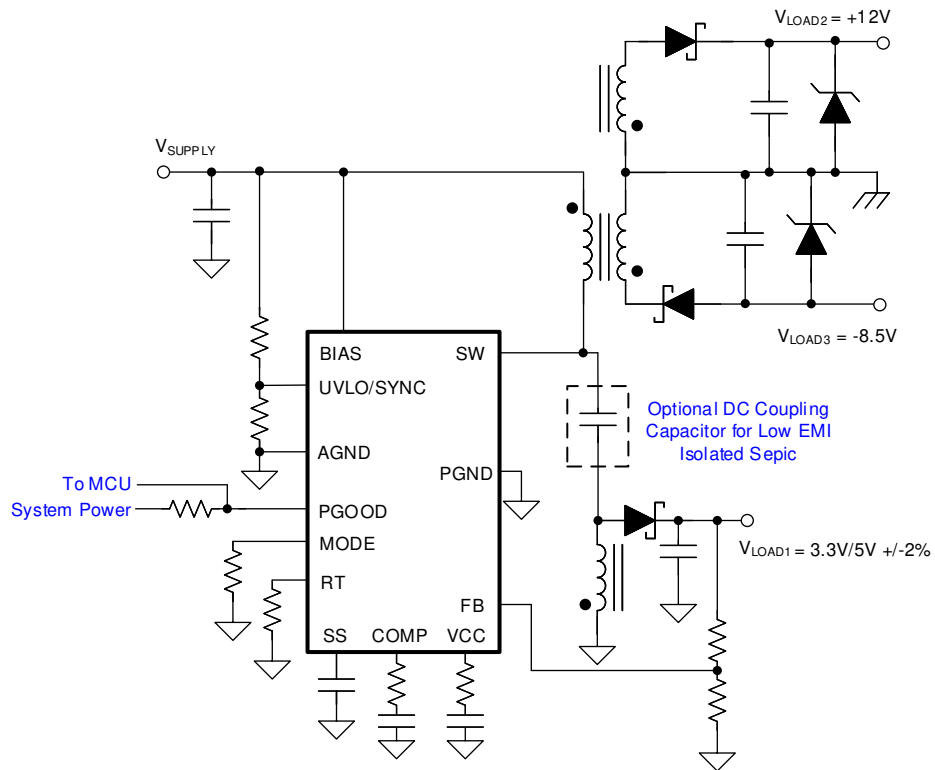 VLOAD2 = +12V
VSUPPLY
VLOAD3 = -8.5V
BIAS
SW
UVLO/SYNC
Optional DC Coupling
Capacitor for Low EMI
Isolated Sepic
AGND
PGND
To MCU
System Power
PGOOD
MODE
VLOAD1 = 3.3V/5V +/-2%
RT
FB
SS
COMP
VCC